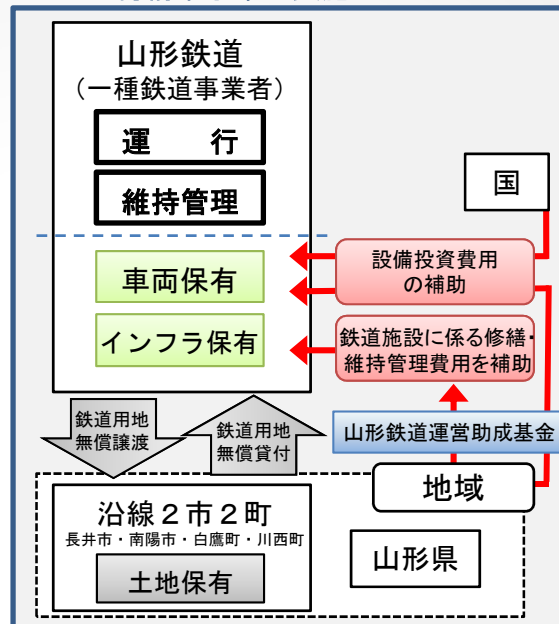 山形鉄道
（一種鉄道事業者）
運　　行
維持管理
国
車両保有
設備投資費用
の補助
インフラ保有
鉄道施設に係る修繕・
維持管理費用を補助
鉄道用地
無償譲渡
鉄道用地
無償貸付
山形鉄道運営助成基金
地域
沿線２市２町
長井市・南陽市・白鷹町・川西町
土地保有
山形県